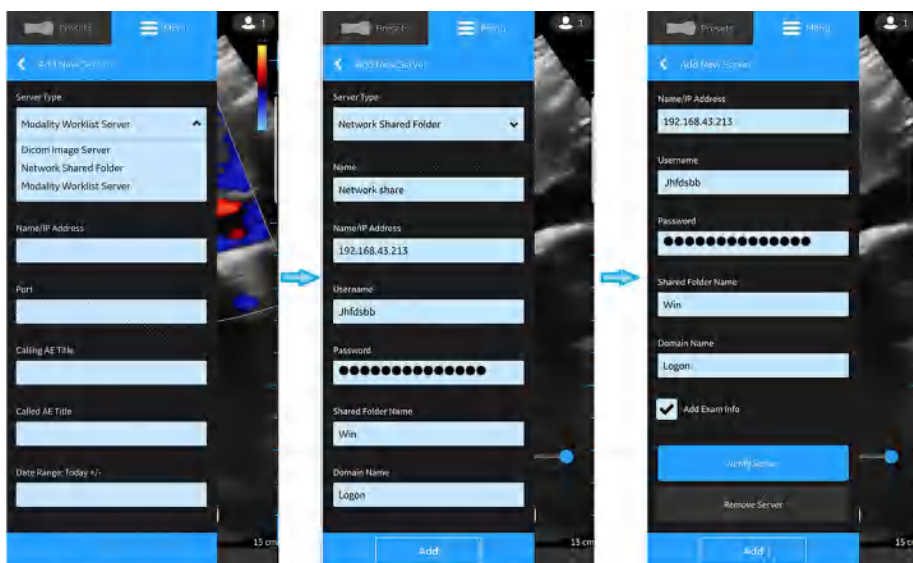 Presets
Menu
1
Add New Server
Server Type
Modality Worklist Server
Dicom Image Server
Network Shared Folder
Modality Worklist Server
Name/IP Address
Port
Calling AE Title
Called AE Title
Date Range: Today +/-
15 cm
Presets
Menu
1
Add New Server
Server Type
Network Shared Folder
Name
Network share
Name/IP Address
192.168.43.213
Username
Jhfdsbb
Password
●●●●●●●●●●●●●●
Shared Folder Name
Win
Domain Name
Logon
Add
15 cm
Presets
Menu
1
Add New Server
Name/IP Address
192.168.43.213
Username
Jhfdsbb
Password
●●●●●●●●●●●●●●
Shared Folder Name
Win
Domain Name
Logon
Add Exam Info
Verify Server
Remove Server
Add
15 cm